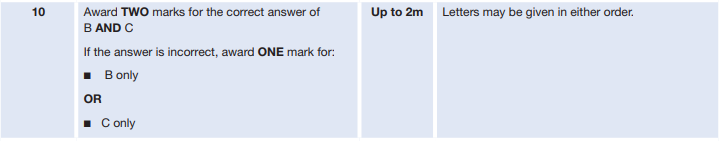 10
Award TWO marks for the correct answer of
B AND C
If the answer is incorrect, award ONE mark for:
■ B only
OR
■ C only
Up to 2m
Letters may be given in either order.